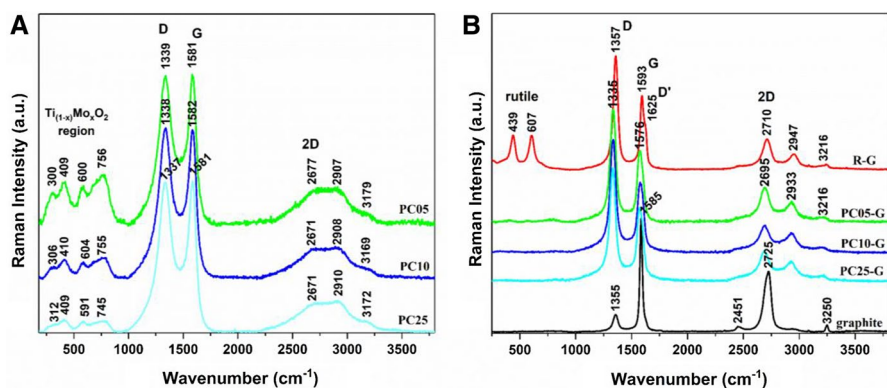 A
D
G
1339
1581
1338
1582
1337
1581
Ti(1-x)MoxO2
region
2D
300
409
600
756
2677
2907
3179
PC05
306
410
604
755
2671
2908
3169
PC10
312
409
591
745
2671
2910
3172
PC25
Raman Intensity (a.u.)
500 1000 1500 2000 2500 3000 3500
Wavenumber (cm-1)
B
D
1357
G
1593
D'
1625
rutile
439
607
2D
2710
2947
3216
R-G
1335
1576
2695
2933
3216
PC05-G
1585
PC10-G
2725
PC25-G
1355
2451
3250
graphite
Raman Intensity (a.u.)
500 1000 1500 2000 2500 3000 3500
Wavenumber (cm-1)